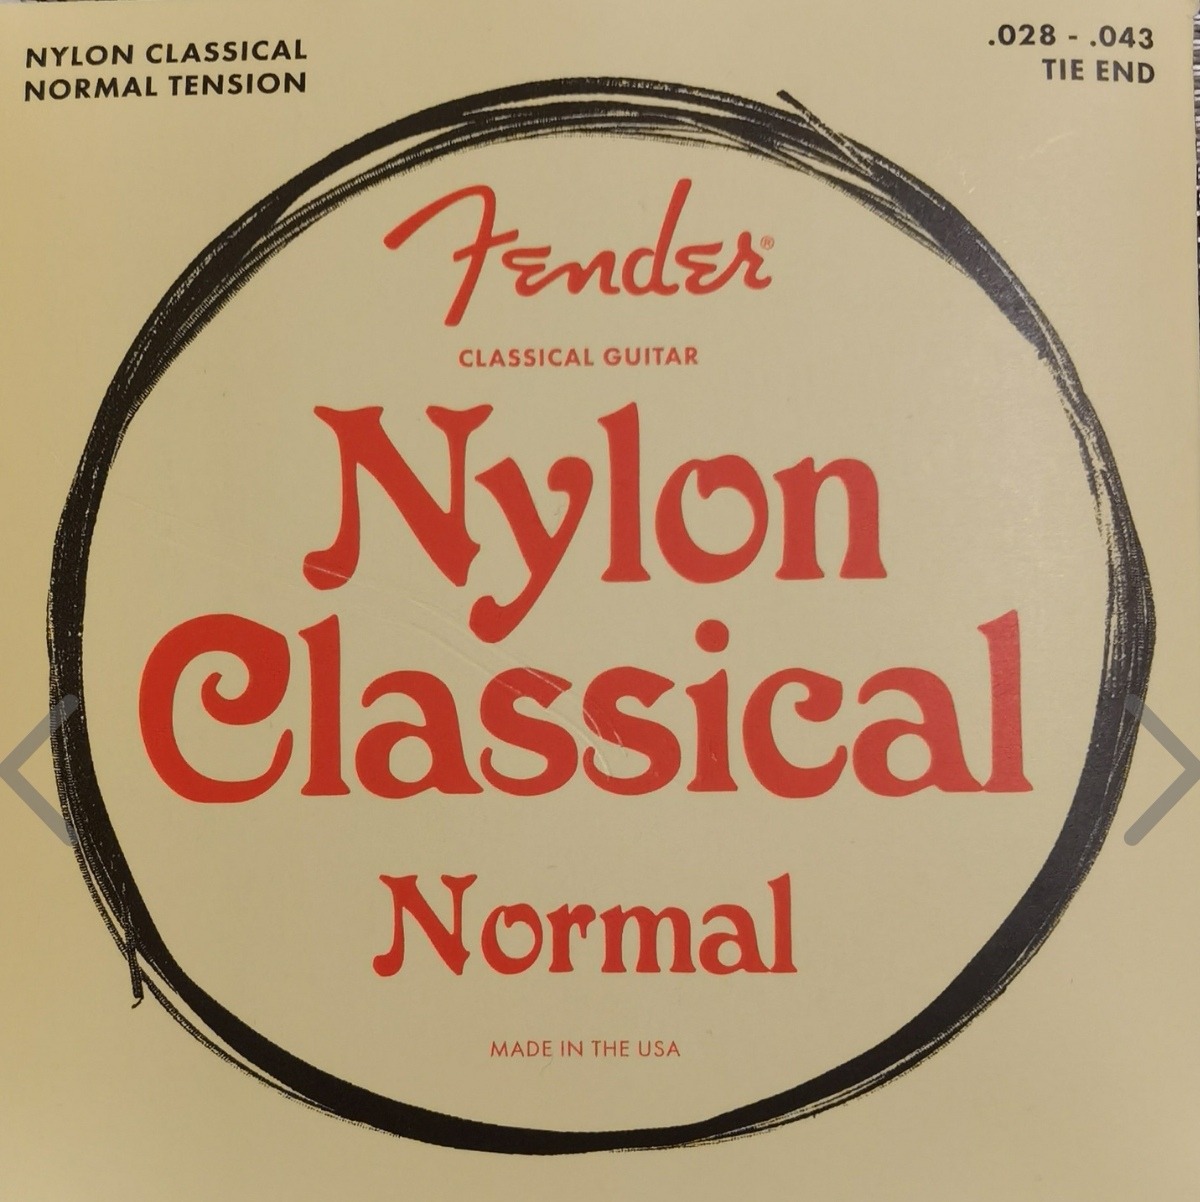 NYLON CLASSICAL
NORMAL TENSION
.028 - .043
TIE END
Fender®
CLASSICAL GUITAR
Nylon
Classical
Normal
MADE IN THE USA